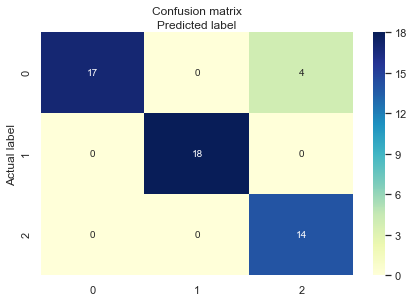 Confusion matrix
Predicted label
Actual label
0 17 0 4
1 0 18 0
2 0 0 14
0 1 2
18
15
12
9
6
3
0